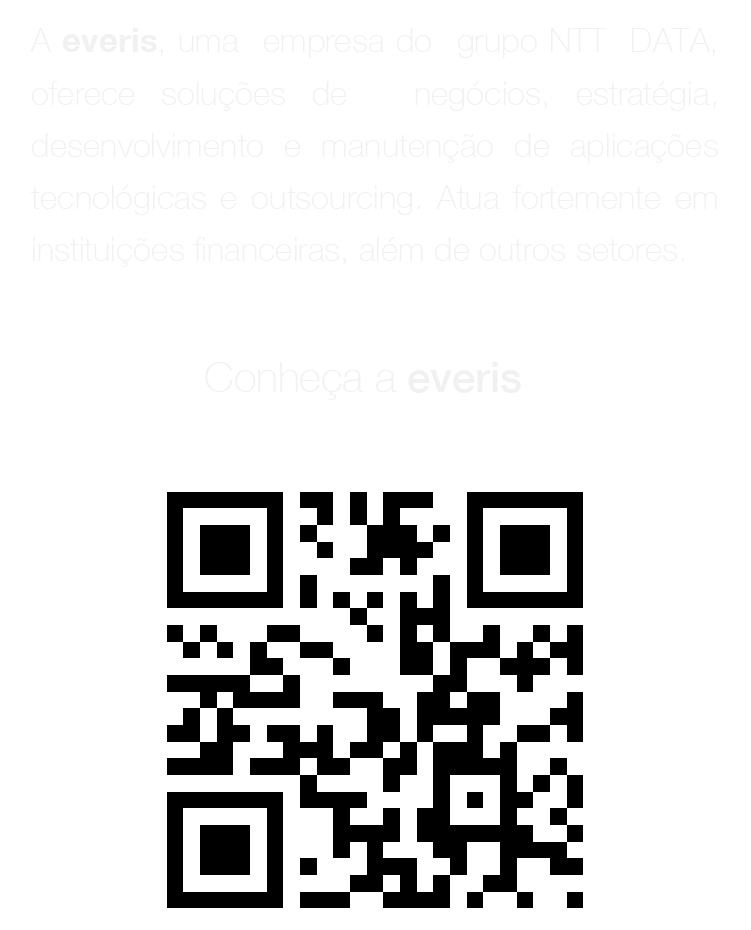 A everis, uma empresa do grupo NTT DATA,
oferece soluções de negócios, estratégia,
desenvolvimento e manutenção de aplicações
tecnológicas e outsourcing. Atua fortemente em
instituições financeiras, além de outros setores.
Conheça a everis